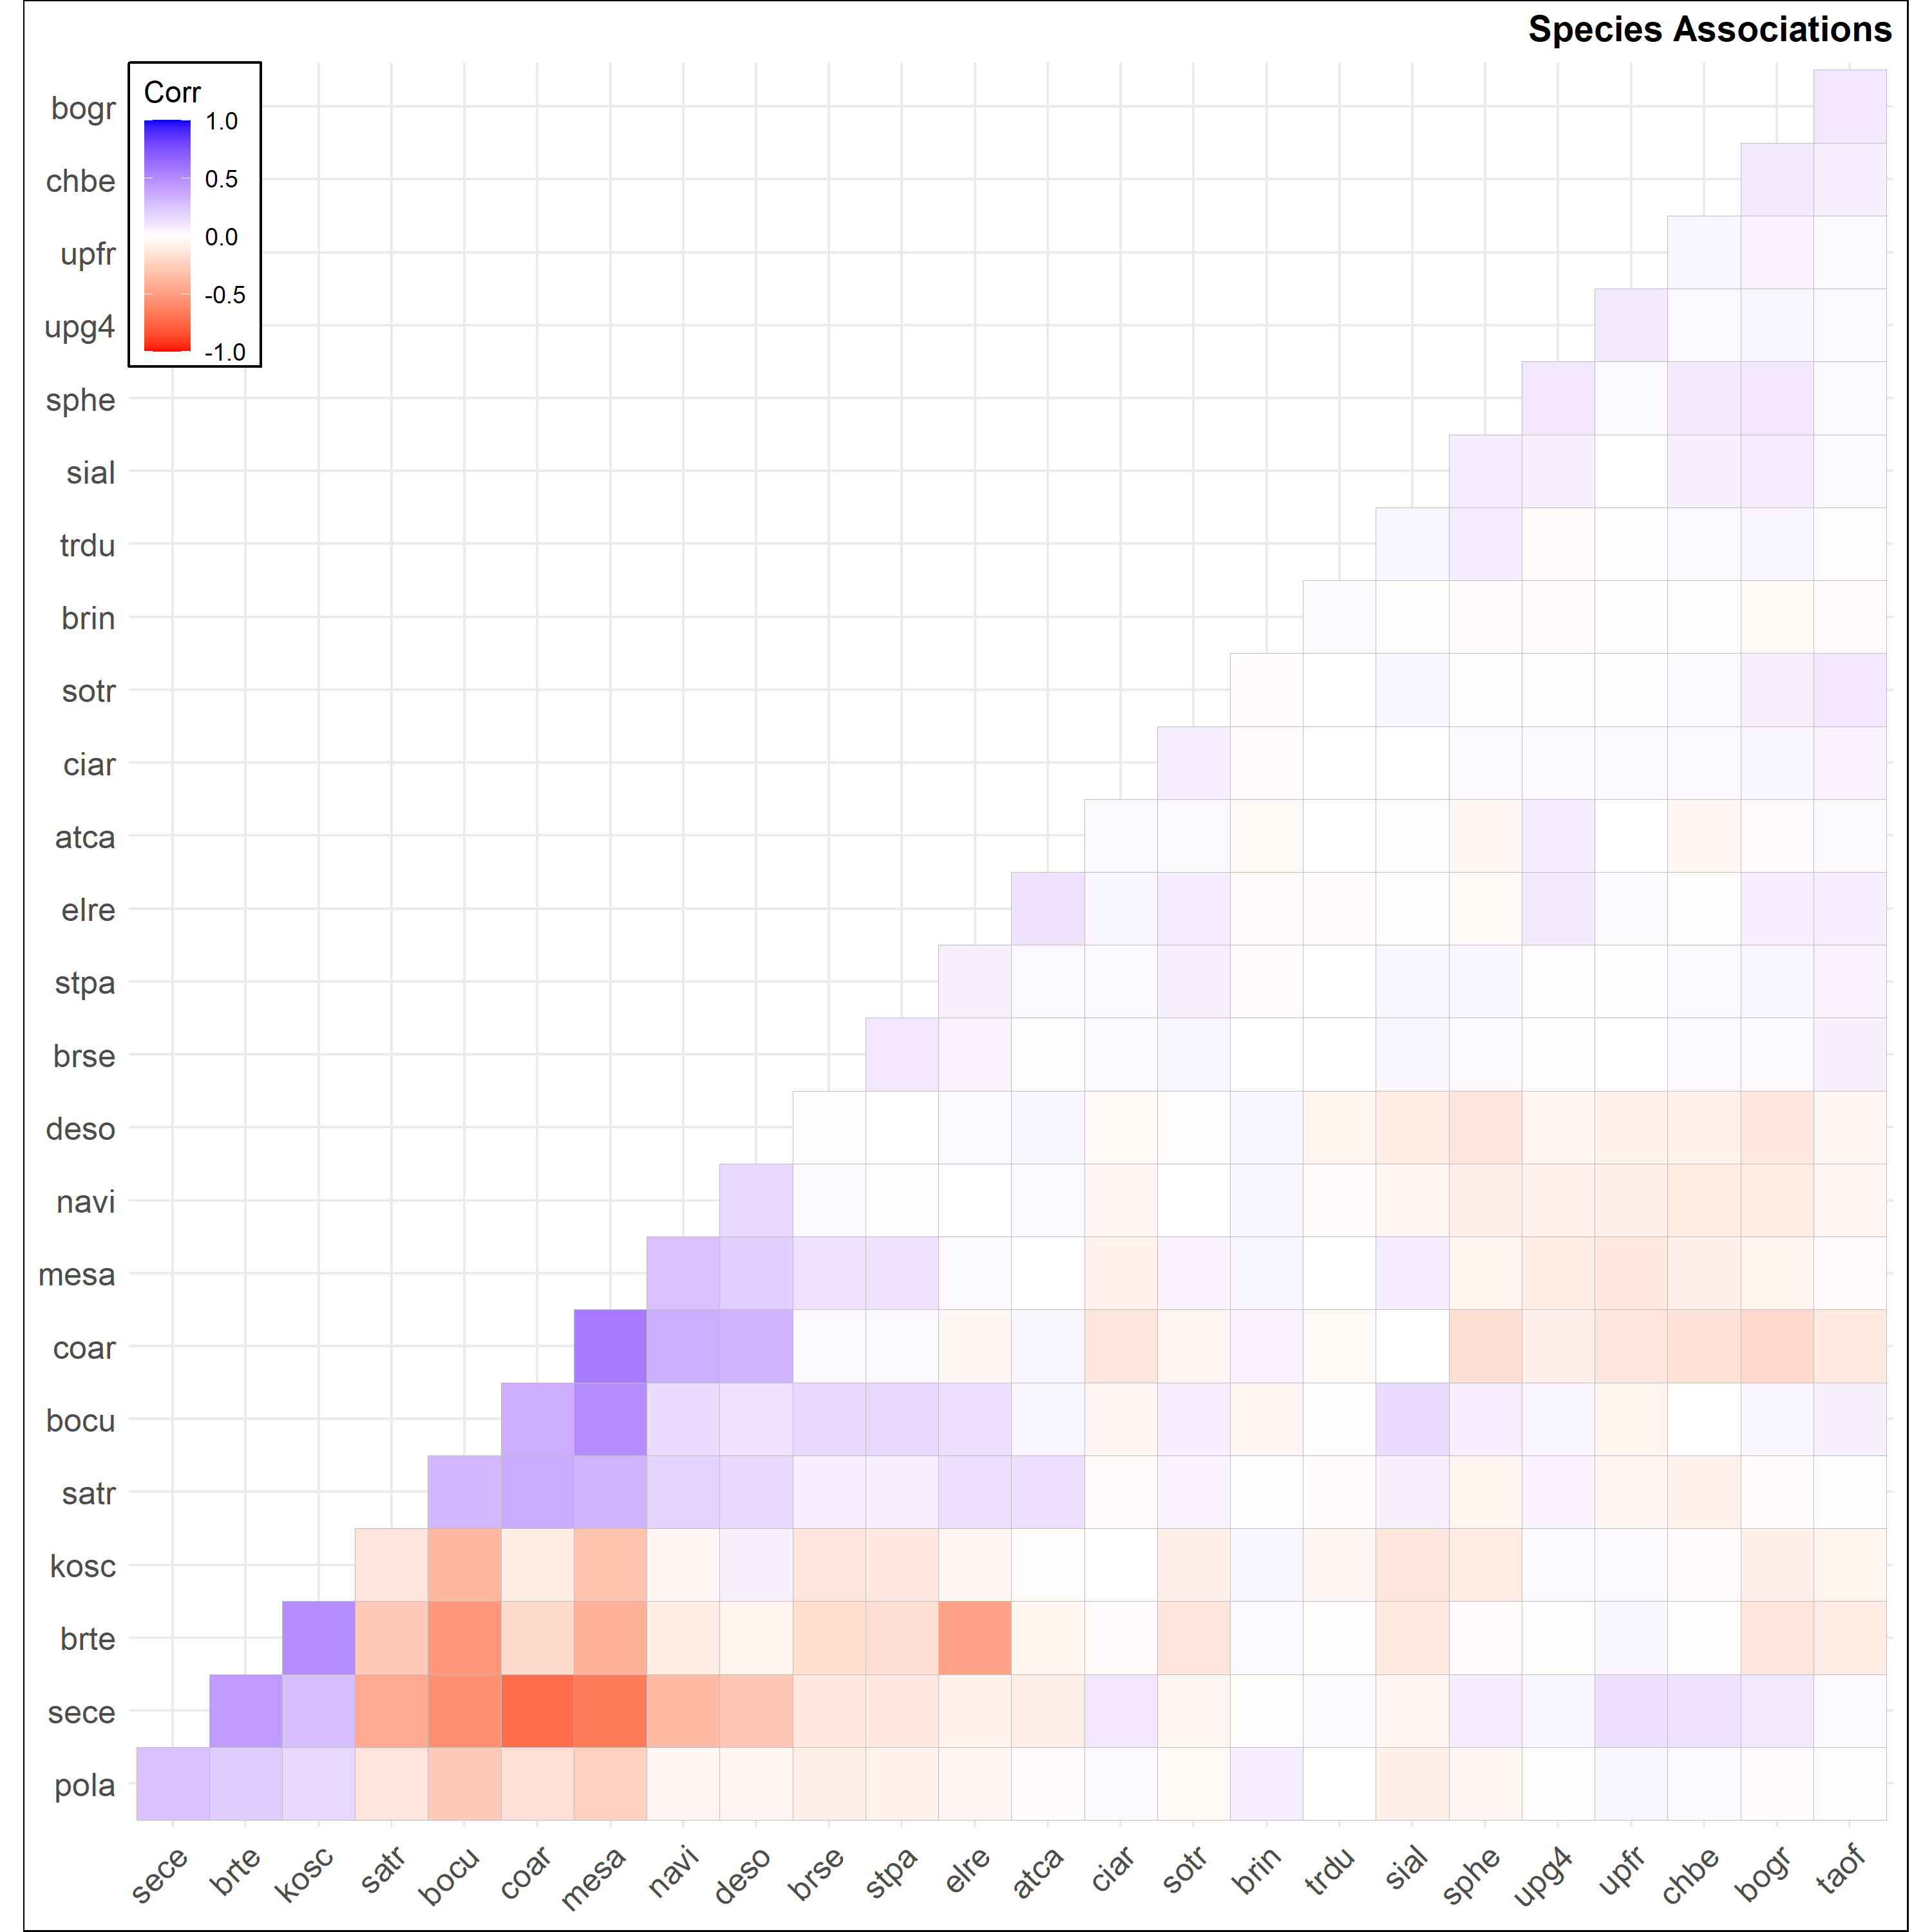 Species Associations
Corr
1.0
0.5
0.0
-0.5
-1.0
bogr
chbe
upfr
upg4
sphe
sial
trdu
brin
sotr
ciar
atca
elre
stpa
brse
deso
navi
mesa
coar
bocu
satr
kosc
brte
sece
pola
sece brte kosc satr bocu coar mesa navi deso brse stpa elre atca ciar sotr brin trdu sial sphe upg4 upfr chbe bogr taof